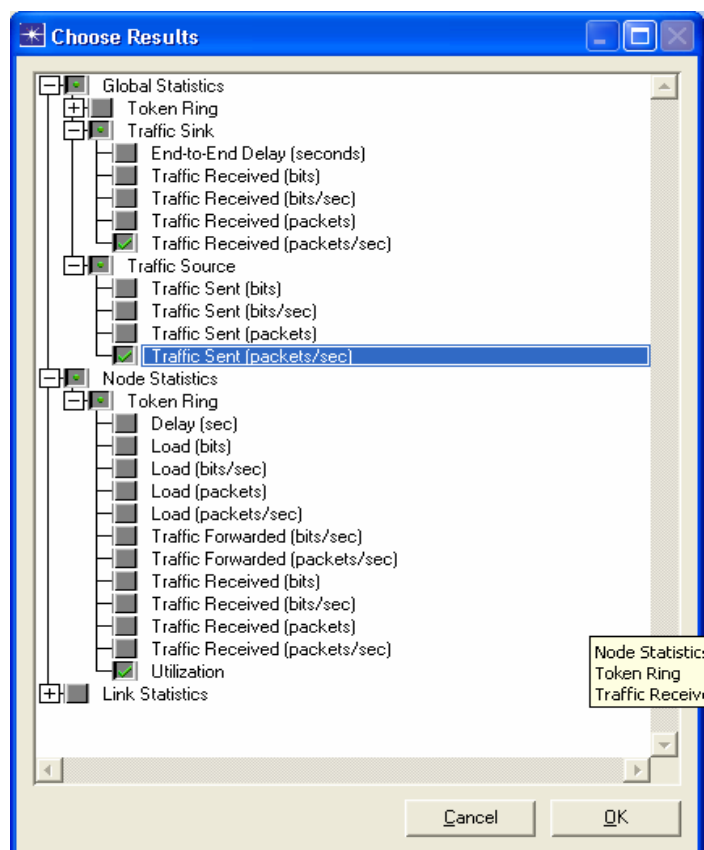 Choose Results
Global Statistics
Token Ring
Traffic Sink
End-to-End Delay (seconds)
Traffic Received (bits)
Traffic Received (bits/sec)
Traffic Received (packets)
Traffic Received (packets/sec)
Traffic Source
Traffic Sent (bits)
Traffic Sent (bits/sec)
Traffic Sent (packets)
Traffic Sent (packets/sec)
Node Statistics
Token Ring
Delay (sec)
Load (bits)
Load (bits/sec)
Load (packets)
Load (packets/sec)
Traffic Forwarded (bits/sec)
Traffic Forwarded (packets/sec)
Traffic Received (bits)
Traffic Received (bits/sec)
Traffic Received (packets)
Traffic Received (packets/sec)
Utilization
Link Statistics
Node Statistics
Token Ring
Traffic Receive
Cancel OK